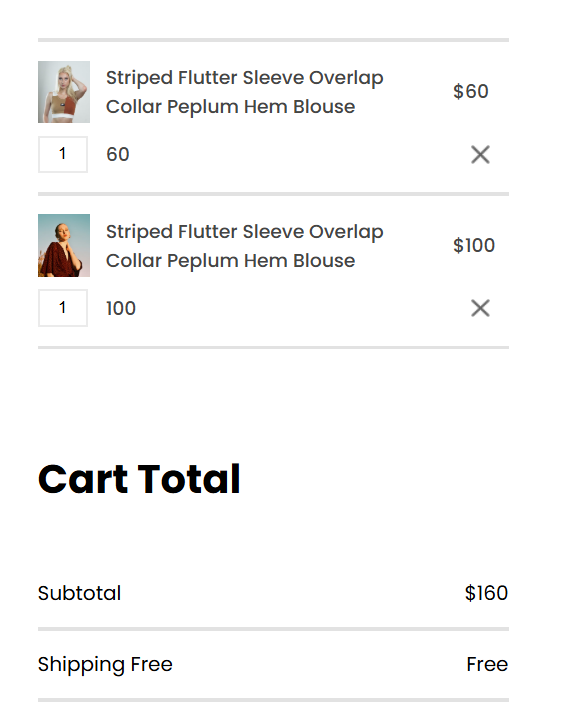 Striped Flutter Sleeve Overlap
Collar Peplum Hem Blouse
$60
1
60
Striped Flutter Sleeve Overlap
Collar Peplum Hem Blouse
$100
1
100
Cart Total
Subtotal
$160
Shipping Free
Free